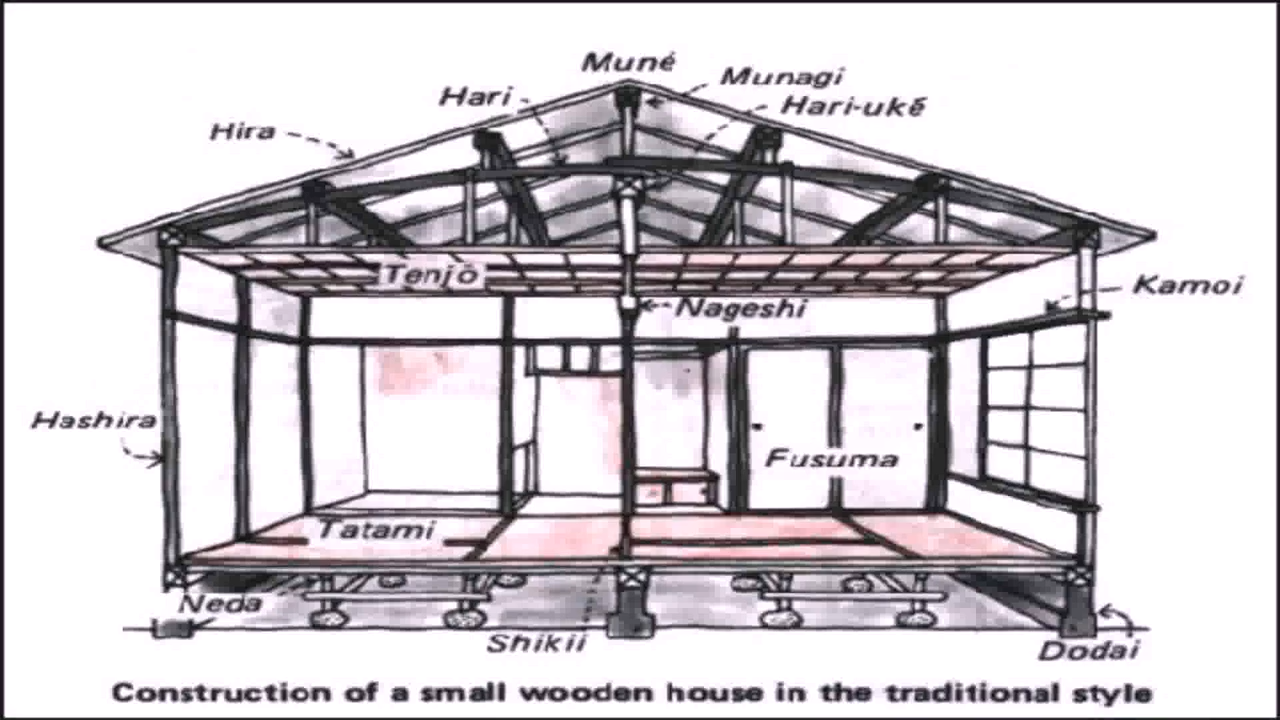 Muné
Munagi
Hari
Hari-uké
Hira
Tenjō
Kamoi
Nageshi
Hashira
Fusuma
Tatami
Neda
Shikii
Dodai
Construction of a small wooden house in the traditional style